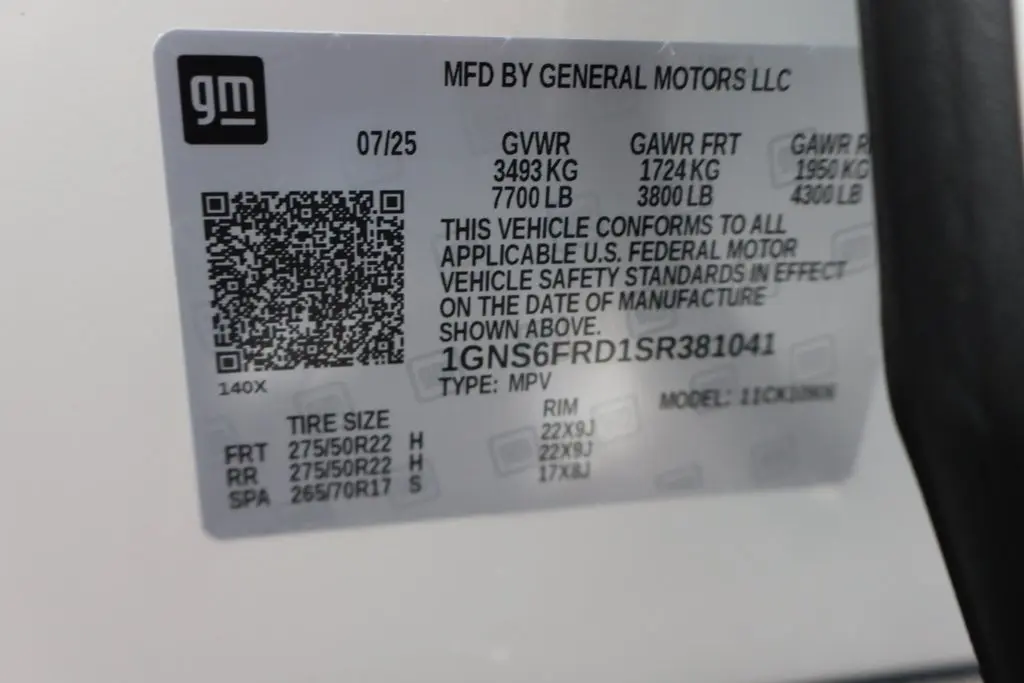 gm
MFD BY GENERAL MOTORS LLC
07/25 GVWR GAWR FRT GAWR
3493 KG 1724 KG 1950 KG
7700 LB 3800 LB 4300 LB
THIS VEHICLE CONFORMS TO ALL
APPLICABLE U.S. FEDERAL MOTOR
VEHICLE SAFETY STANDARDS IN EFFECT
ON THE DATE OF MANUFACTURE
SHOWN ABOVE.
1GNS6FRD1SR381041
140X
TYPE: MPV
MODEL:
TIRE SIZE RIM
FRT 275/50R22 H 22X9J
RR 275/50R22 H 22X9J
SPA 265/70R17 S 17X8J